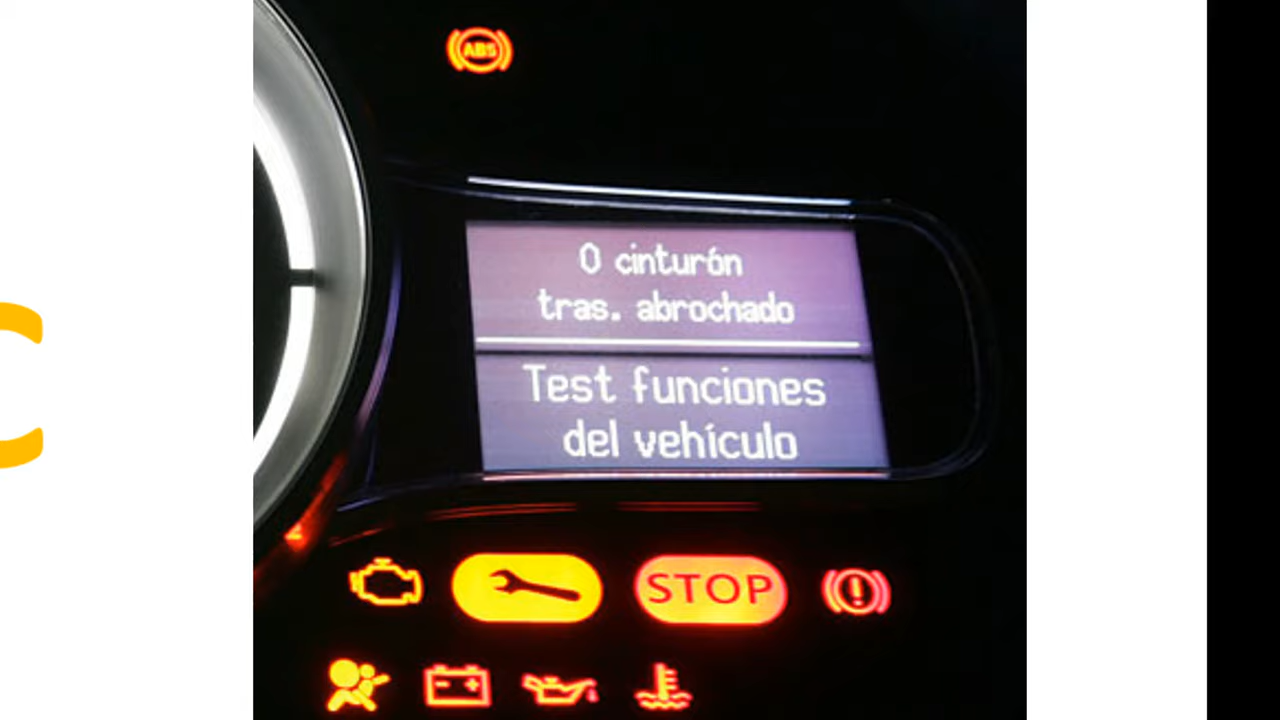 C
ABS
0 cinturón
tras. abrochado
Test funciones
del vehículo
STOP